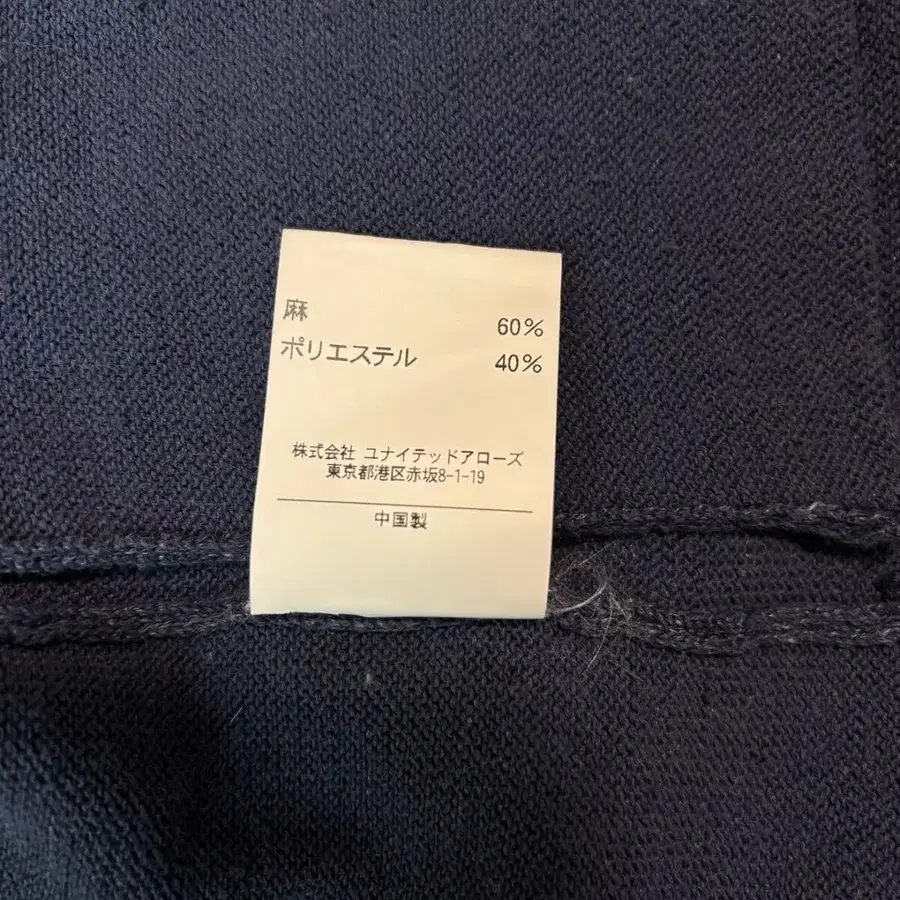 麻 60%
ポリエステル 40%
株式会社 ユナイテッドアローズ
東京都港区赤坂8-1-19
中国製